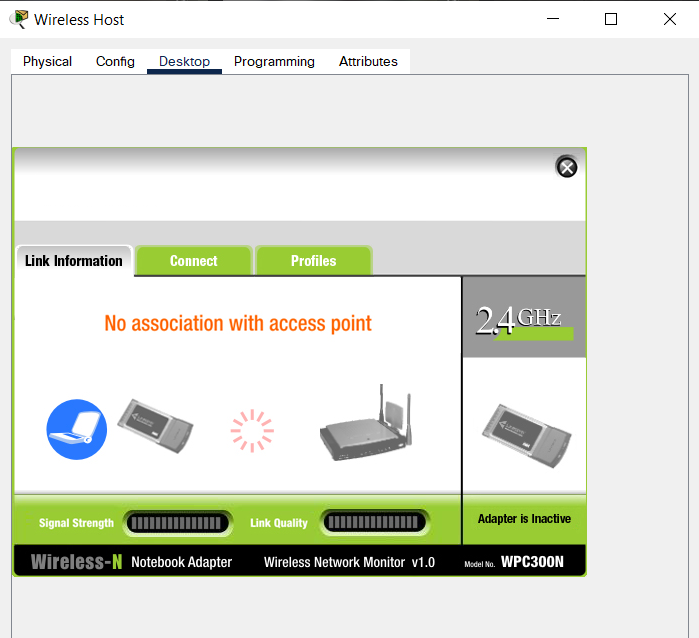 Wireless Host
Physical Config Desktop Programming Attributes
Link Information Connect Profiles
No association with access point
2.4GHz
Signal Strength Link Quality
Adapter is Inactive
Wireless-N Notebook Adapter Wireless Network Monitor v1.0 Model No. WPC300N